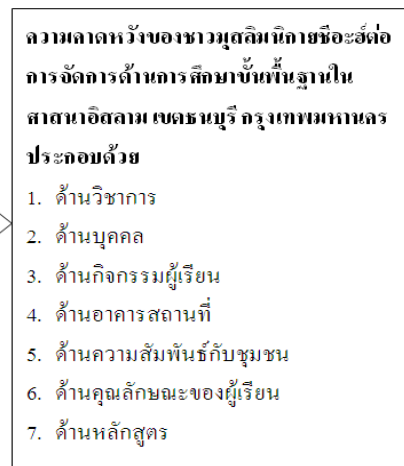 ความคาดหวังของชาวมุสลิมนิกายชีอะฮ์ต่อ
การจัดการด้านการศึกษาขั้นพื้นฐานใน
ศาสนาอิสลาม เขตธนบุรี กรุงเทพมหานคร
ประกอบด้วย
1. ด้านวิชาการ
2. ด้านบุคคล
3. ด้านกิจกรรมผู้เรียน
4. ด้านอาคารสถานที่
5. ด้านความสัมพันธ์กับชุมชน
6. ด้านคุณลักษณะของผู้เรียน
7. ด้านหลักสูตร